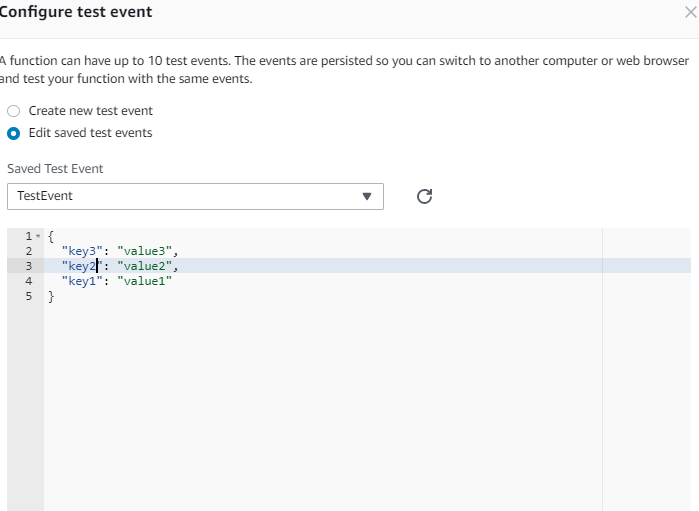 Configure test event
A function can have up to 10 test events. The events are persisted so you can switch to another computer or web browser
and test your function with the same events.
Create new test event
Edit saved test events
Saved Test Event
TestEvent
1 {
2 "key3": "value3",
3 "key2": "value2",
4 "key1": "value1"
5 }